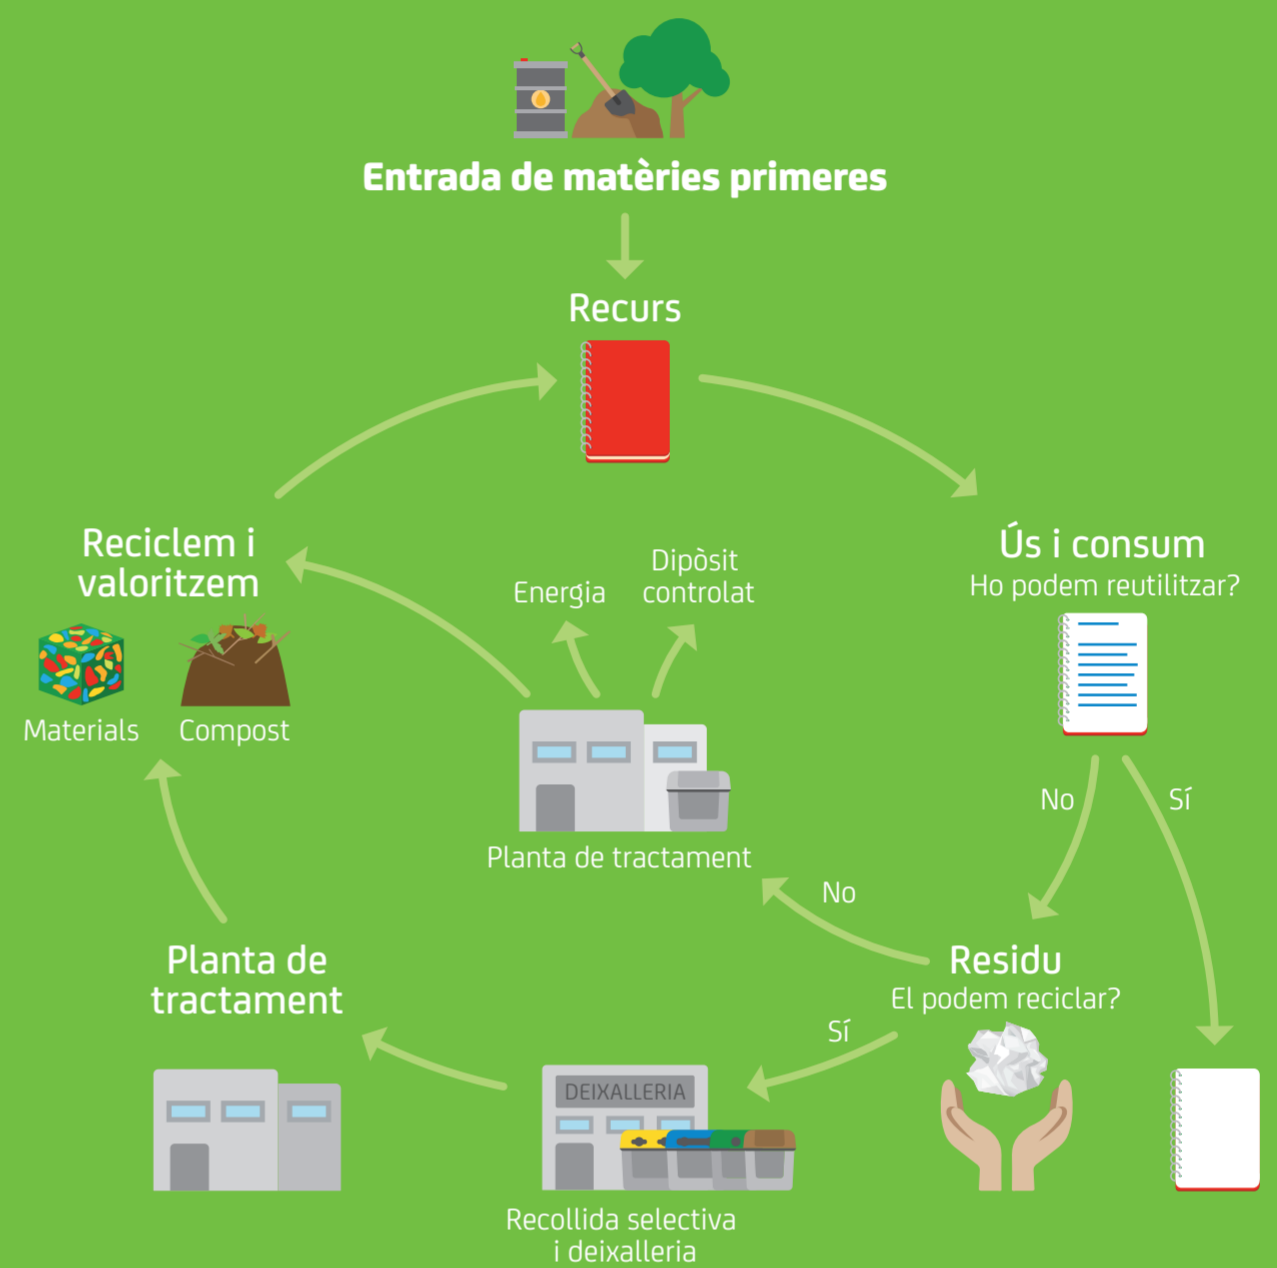 Entrada de matèries primeres
Recurs
Reciclem i
valoritzem
Materials
Compost
Energia
Dipòsit
controlat
Ús i consum
Ho podem reutilitzar?
No
Sí
Planta de tractament
No
Residu
El podem reciclar?
Sí
Planta de
tractament
DEIXALLERIA
Recollida selectiva
i deixalleria